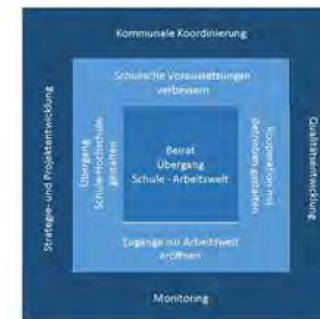 Kommunale Koordinierung
Strategie- und Projektentwicklung
Schulische Voraussetzungen
verbessern
Übergang
Schule-Hochschule
gestalten
Beirat
Übergang
Schule - Arbeitswelt
Kooperation mit
Betrieben gestalten
Qualitätsentwicklung
Zugänge zur Arbeitswelt
eröffnen
Monitoring